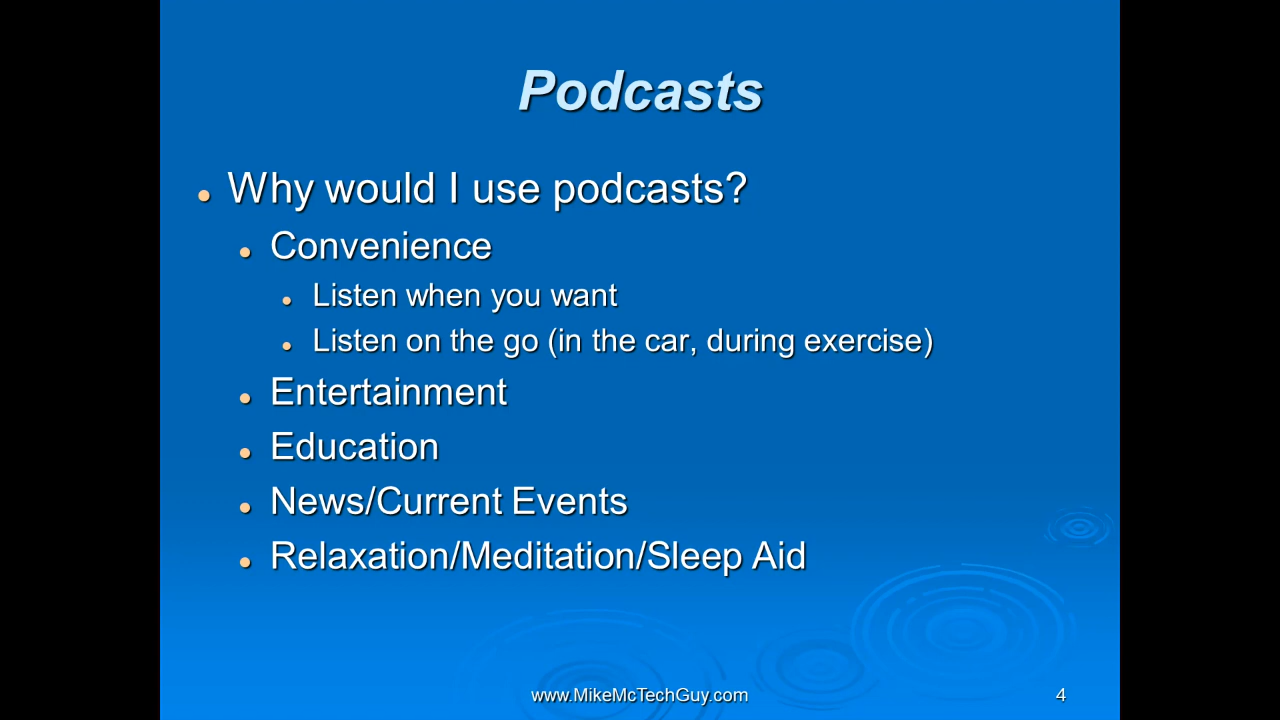 Podcasts
Why would I use podcasts?
Convenience
Listen when you want
Listen on the go (in the car, during exercise)
Entertainment
Education
News/Current Events
Relaxation/Meditation/Sleep Aid
www.MikeMcTechGuy.com
4